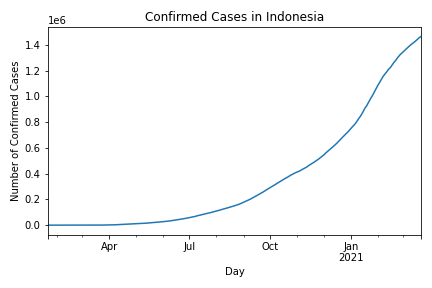 Confirmed Cases in Indonesia
1e6
1.4
1.2
1.0
0.8
0.6
0.4
0.2
0.0
Number of Confirmed Cases
Apr
Jul
Oct
Jan
2021
Day